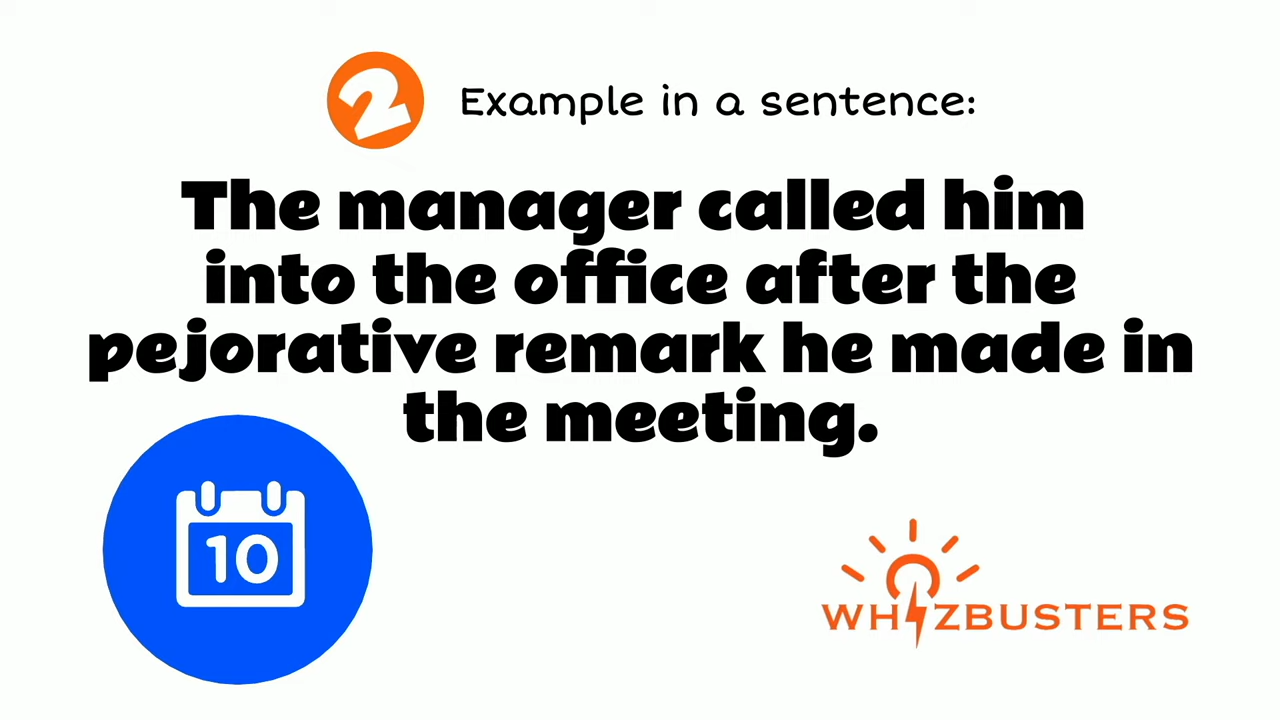 2 Example in a sentence:
The manager called him
into the office after the
pejorative remark he made in
the meeting.
10
WHIZBUSTERS